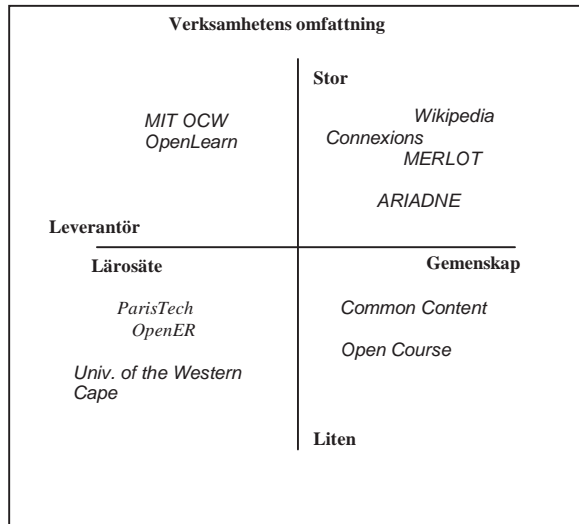 Verksamhetens omfattning
Stor
MIT OCW
OpenLearn
Wikipedia
Connexions
MERLOT
ARIADNE
Leverantör
Lärosäte
Gemenskap
ParisTech
OpenER
Univ. of the Western
Cape
Common Content
Open Course
Liten